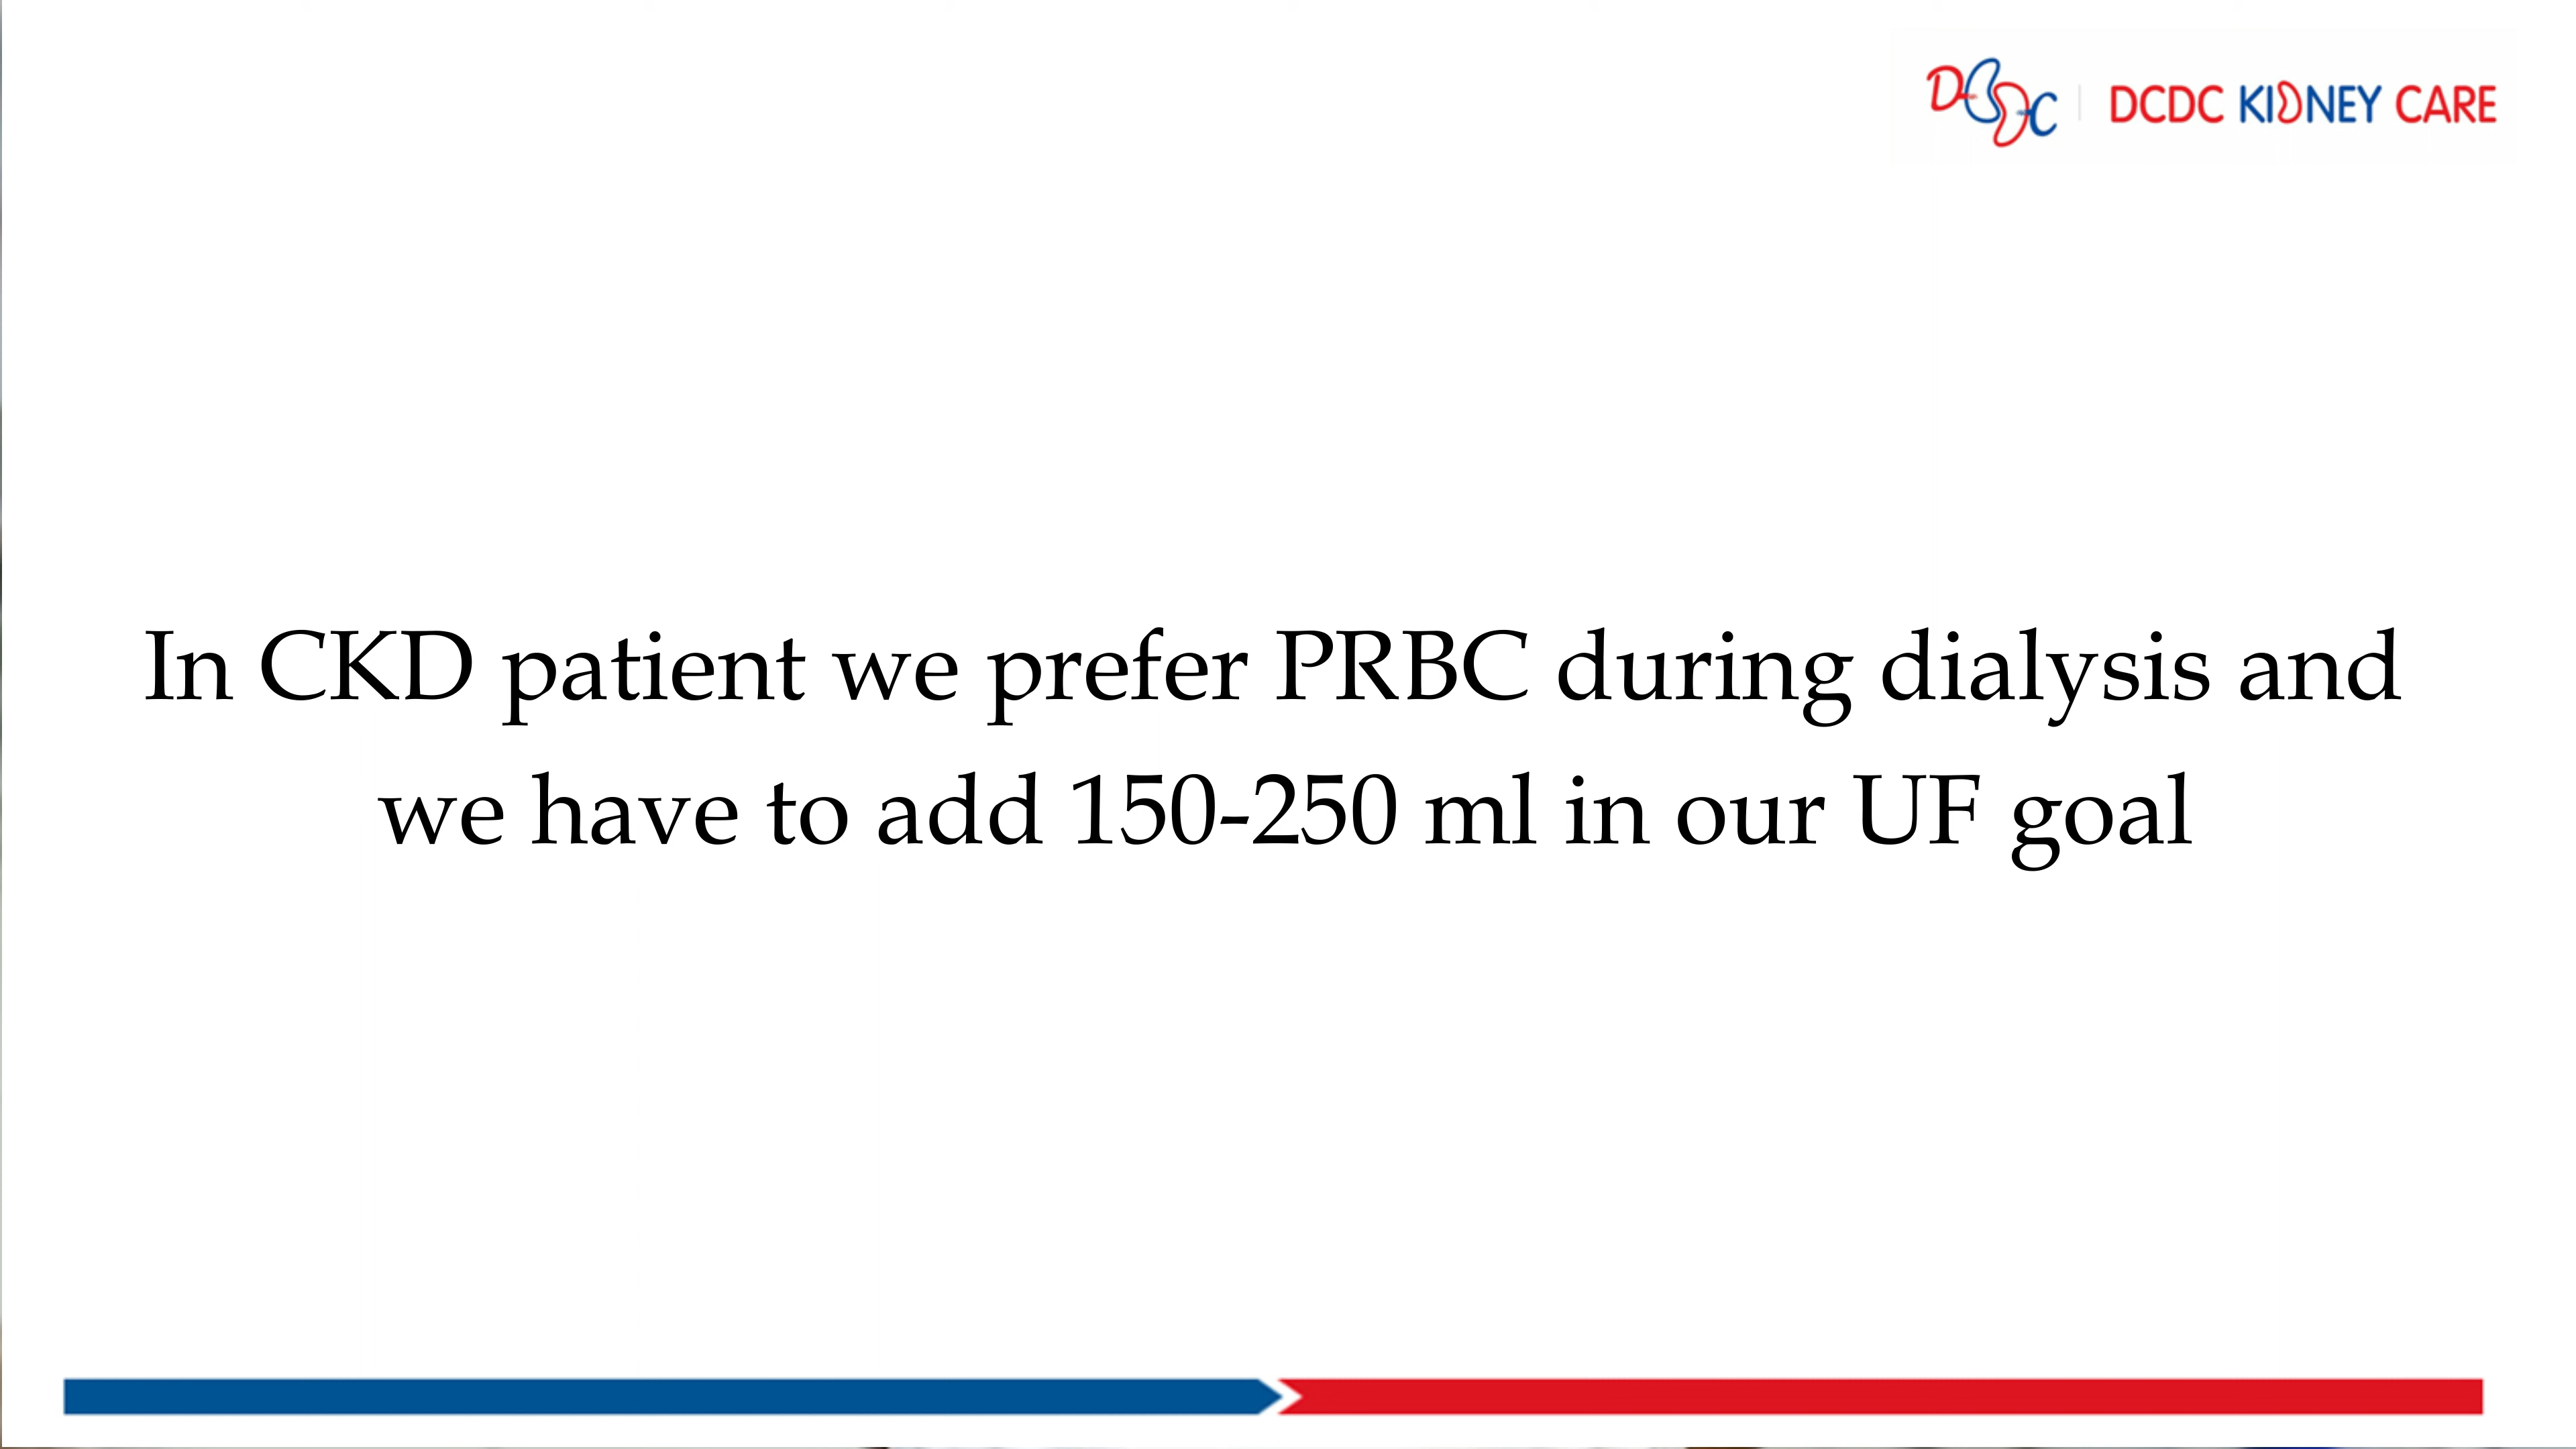 DCDC KIDNEY CARE
In CKD patient we prefer PRBC during dialysis and
we have to add 150-250 ml in our UF goal